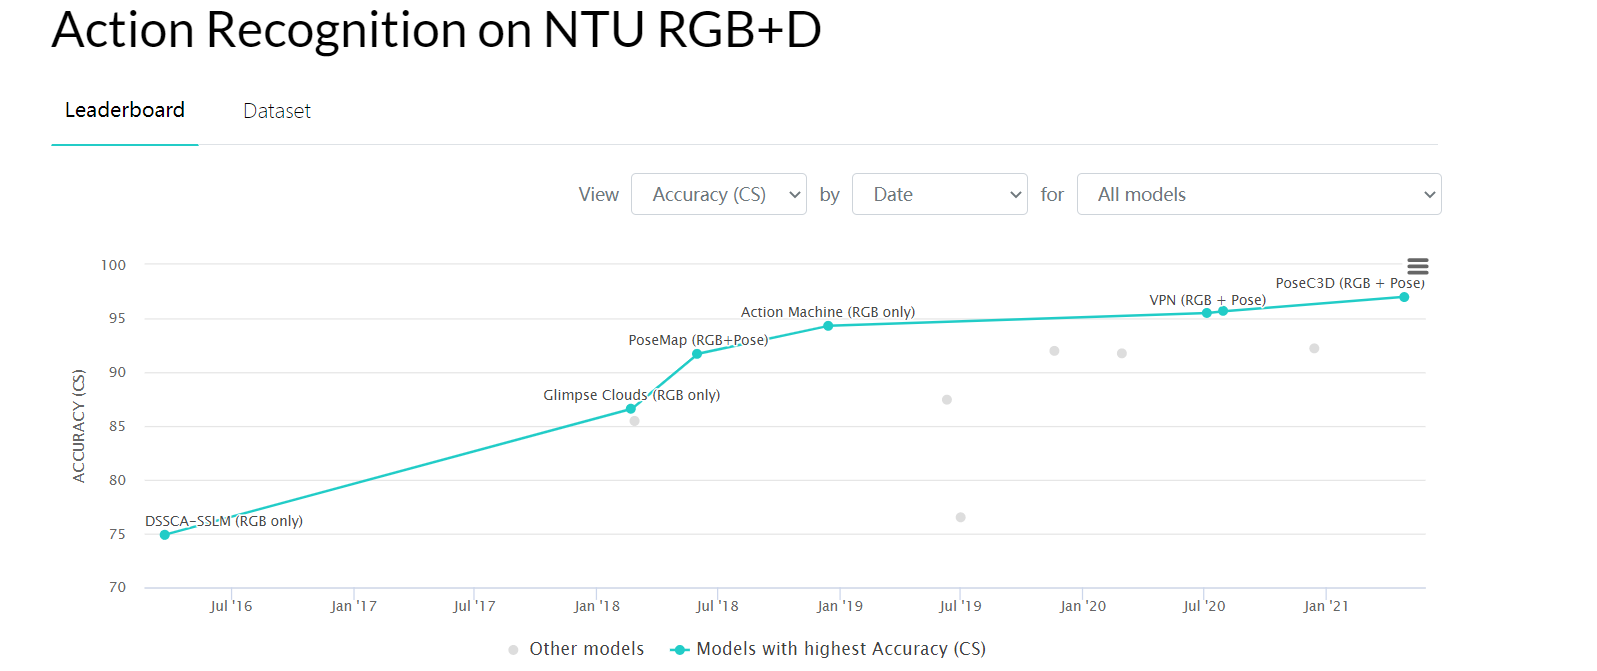 Action Recognition on NTU RGB+D
Leaderboard Dataset
View Accuracy (CS) by Date for All models
100
95
90
85
80
75
70
ACCURACY (CS)
PoseC3D (RGB + Pose)
VPN (RGB + Pose)
Action Machine (RGB only)
PoseMap (RGB+Pose)
Glimpse Clouds (RGB only)
DSSCA-SSLM (RGB only)
Jul '16 Jan '17 Jul '17 Jan '18 Jul '18 Jan '19 Jul '19 Jan '20 Jul '20 Jan '21
Other models Models with highest Accuracy (CS)